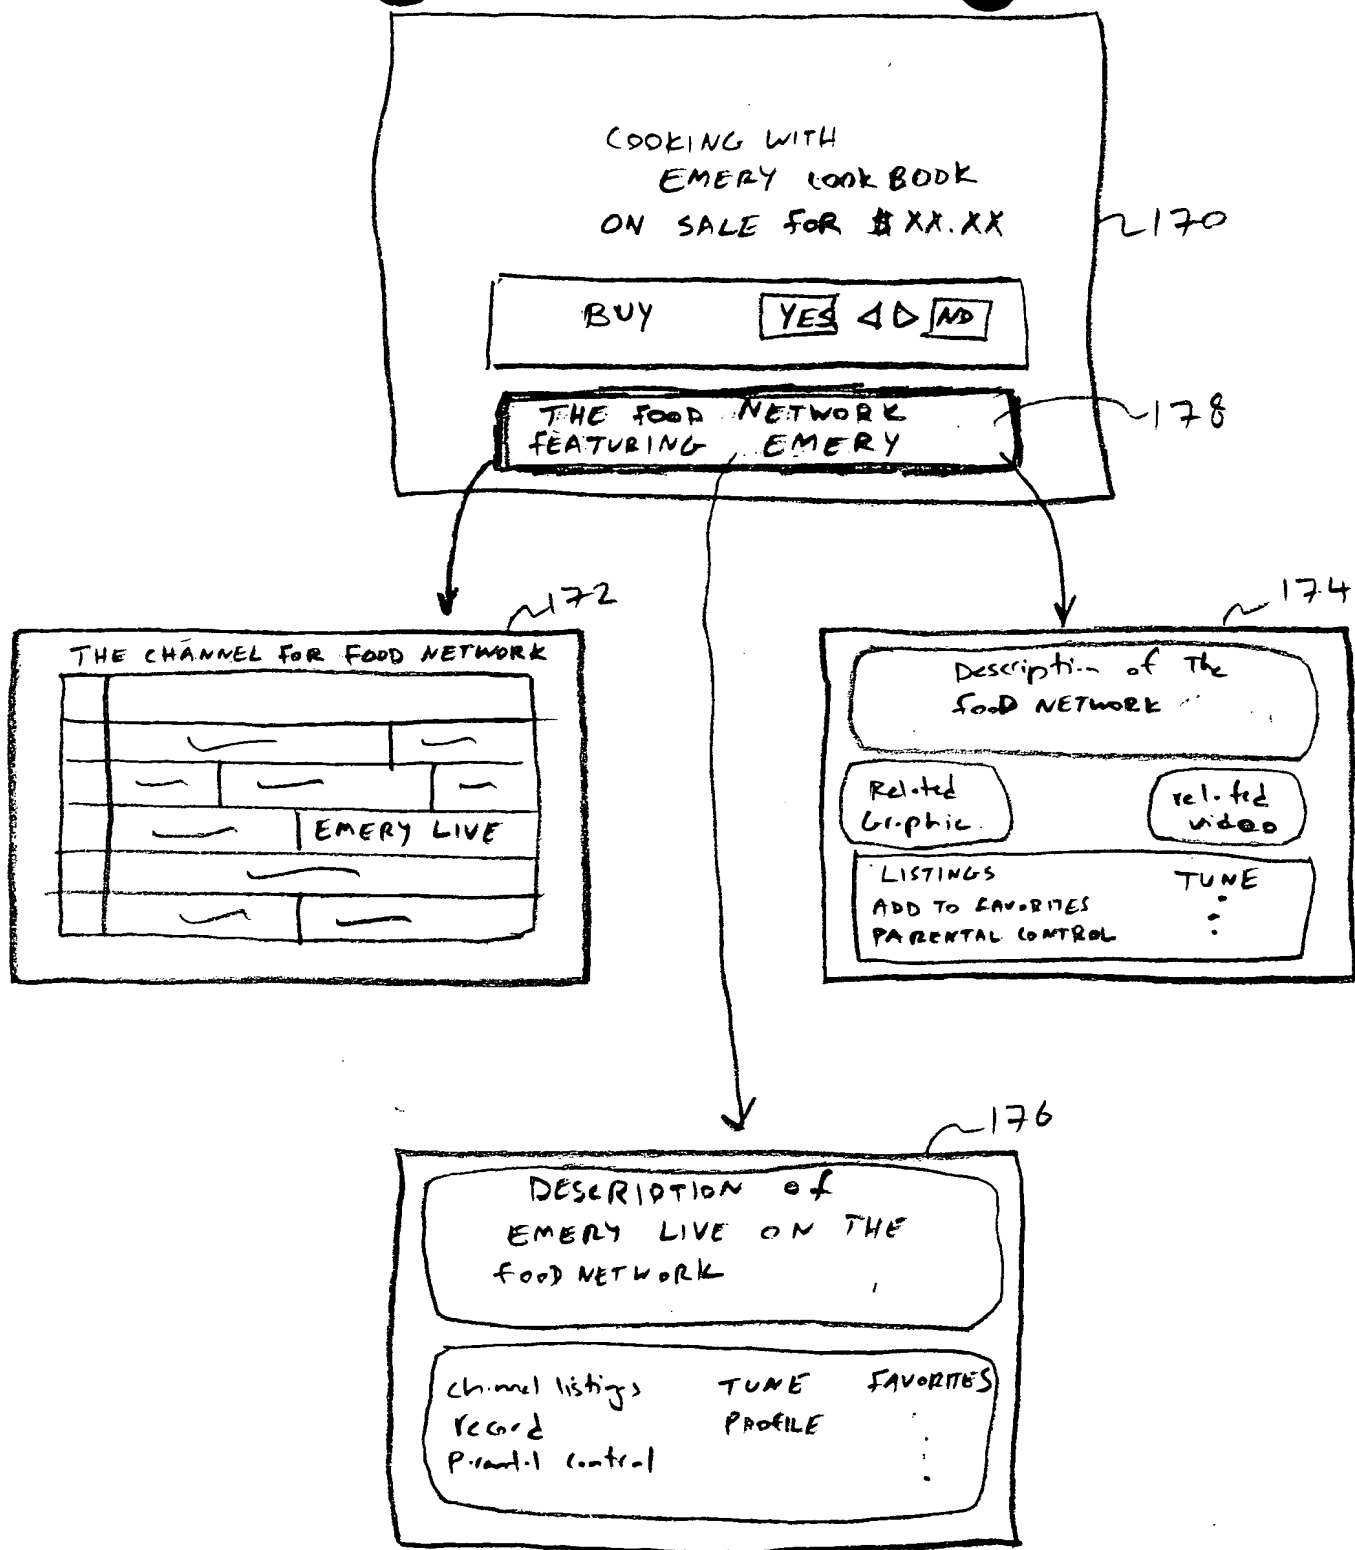 COOKING WITH
EMERY COOKBOOK
ON SALE FOR $XX.XX
170
BUY YES NO
THE FOOD NETWORK
FEATURING EMERY
178
172
THE CHANNEL FOR FOOD NETWORK
EMERY LIVE
174
Description of The
FOOD NETWORK
Related
Graphic
related
video
LISTINGS TUNE
ADD TO FAVORITES
PARENTAL CONTROL
176
DESCRIPTION of
EMERY LIVE ON THE
FOOD NETWORK
channel listings TUNE FAVORITES
record PROFILE
Parental control